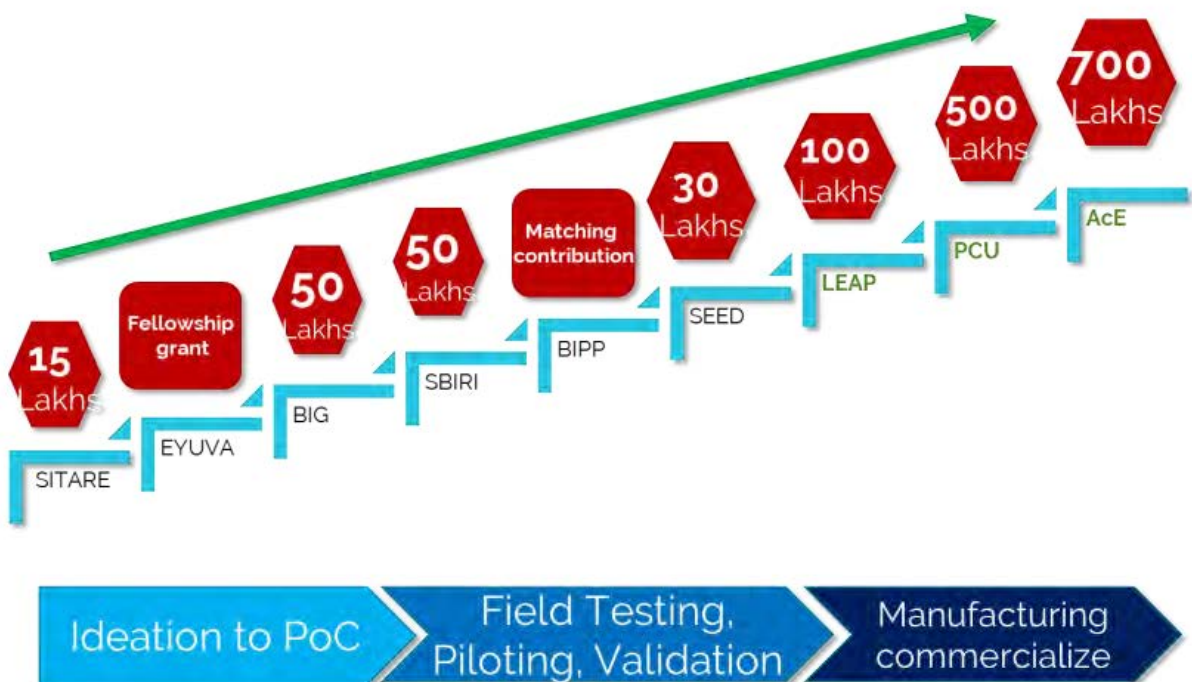 15
Lakhs
SITARE
Fellowship
grant
EYUVA
50
Lakhs
BIG
50
Lakhs
SBIRI
Matching
contribution
BIPP
30
Lakhs
SEED
100
Lakhs
LEAP
500
Lakhs
PCU
700
Lakhs
AcE
Ideation to PoC
Field Testing,
Piloting, Validation
Manufacturing
commercialize